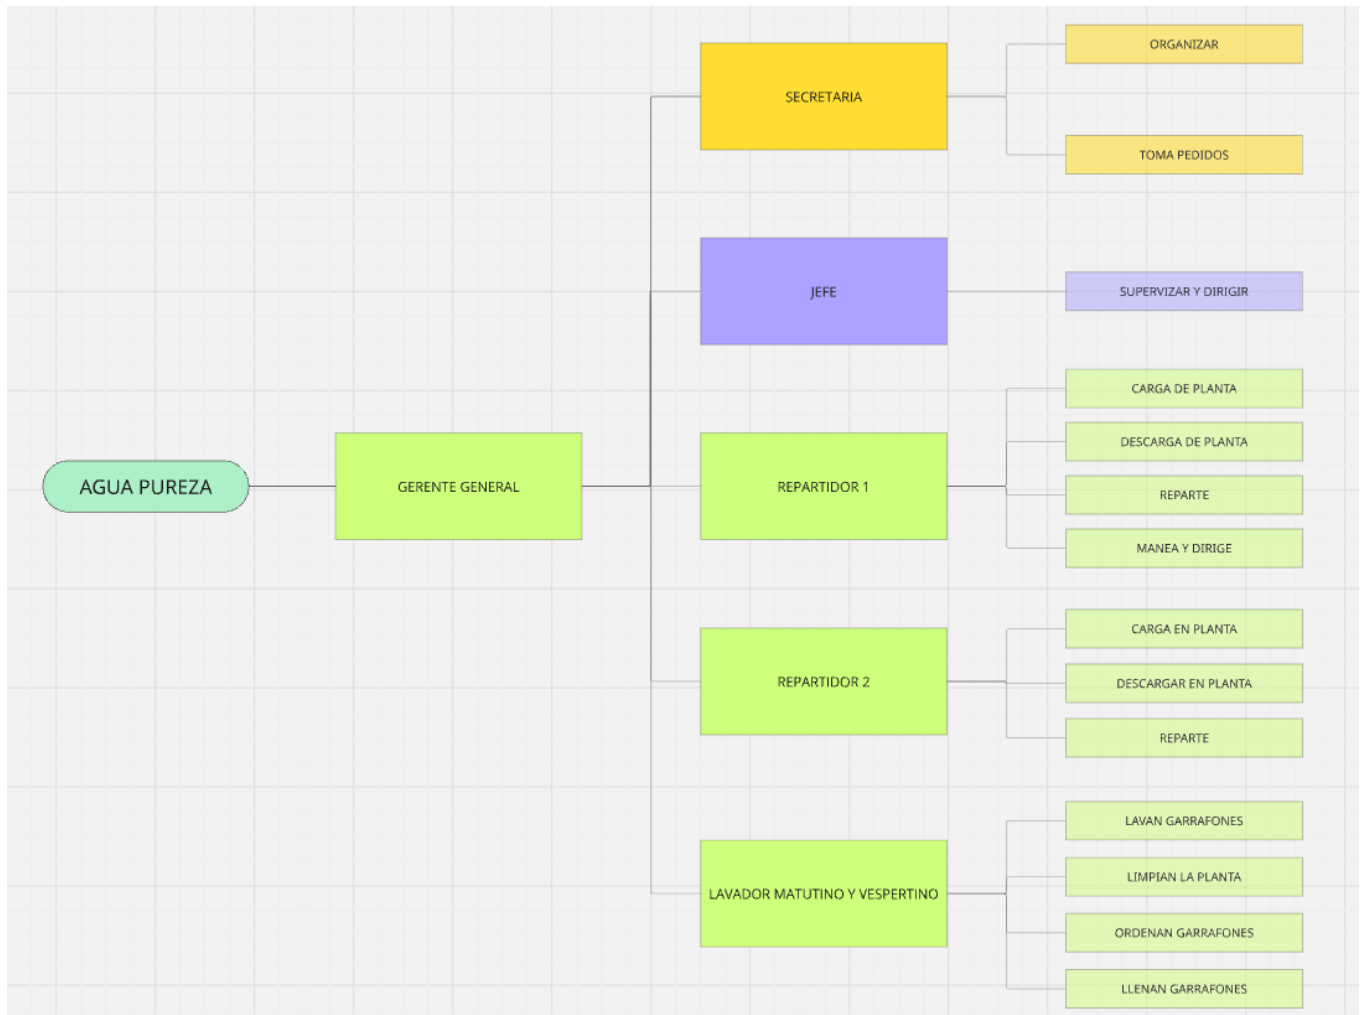 AGUA PUREZA
GERENTE GENERAL
SECRETARIA
ORGANIZAR
TOMA PEDIDOS
JEFE
SUPERVIZAR Y DIRIGIR
REPARTIDOR 1
CARGA DE PLANTA
DESCARGA DE PLANTA
REPARTE
MANEA Y DIRIGE
REPARTIDOR 2
CARGA EN PLANTA
DESCARGAR EN PLANTA
REPARTE
LAVADOR MATUTINO Y VESPERTINO
LAVAN GARRAFONES
LIMPIAN LA PLANTA
ORDENAN GARRAFONES
LLENAN GARRAFONES